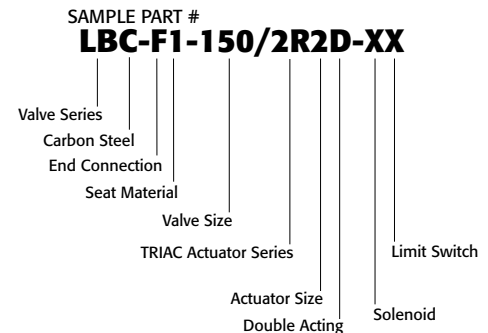 SAMPLE PART #
LBC-F1-150/2R2D-XX
Valve Series
Carbon Steel
End Connection
Seat Material
Valve Size
TRIAC Actuator Series
Limit Switch
Actuator Size
Solenoid
Double Acting